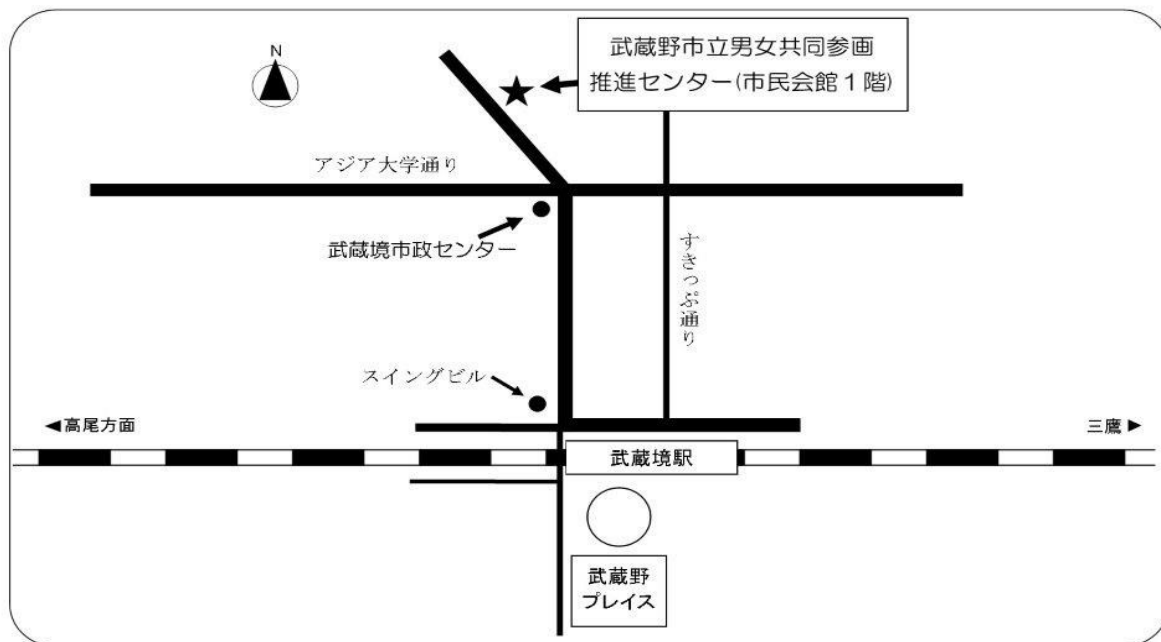 N
武蔵野市立男女共同参画
推進センター(市民会館1階)
アジア大学通り
武蔵境市政センター
すきっぷ通り
スイングビル
◀高尾方面
三鷹▶
武蔵境駅
武蔵野
プレイス